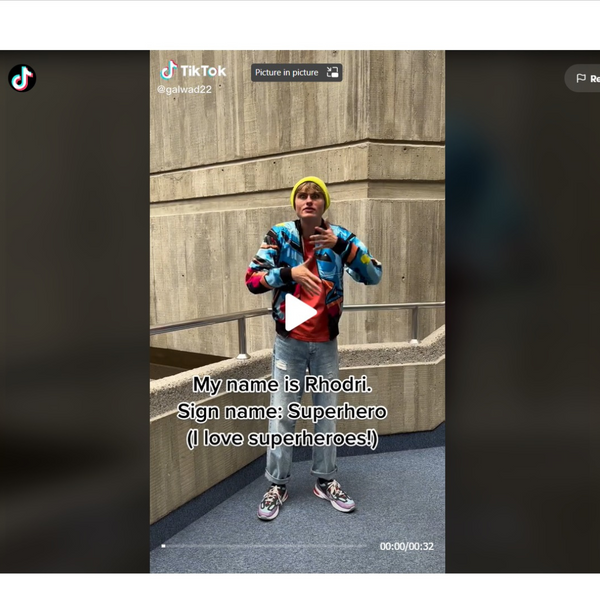 TikTok
@galwad22
Picture in picture
Re
My name is Rhodri.
Sign name: Superhero
(I love superheroes!)
00:00/00:32